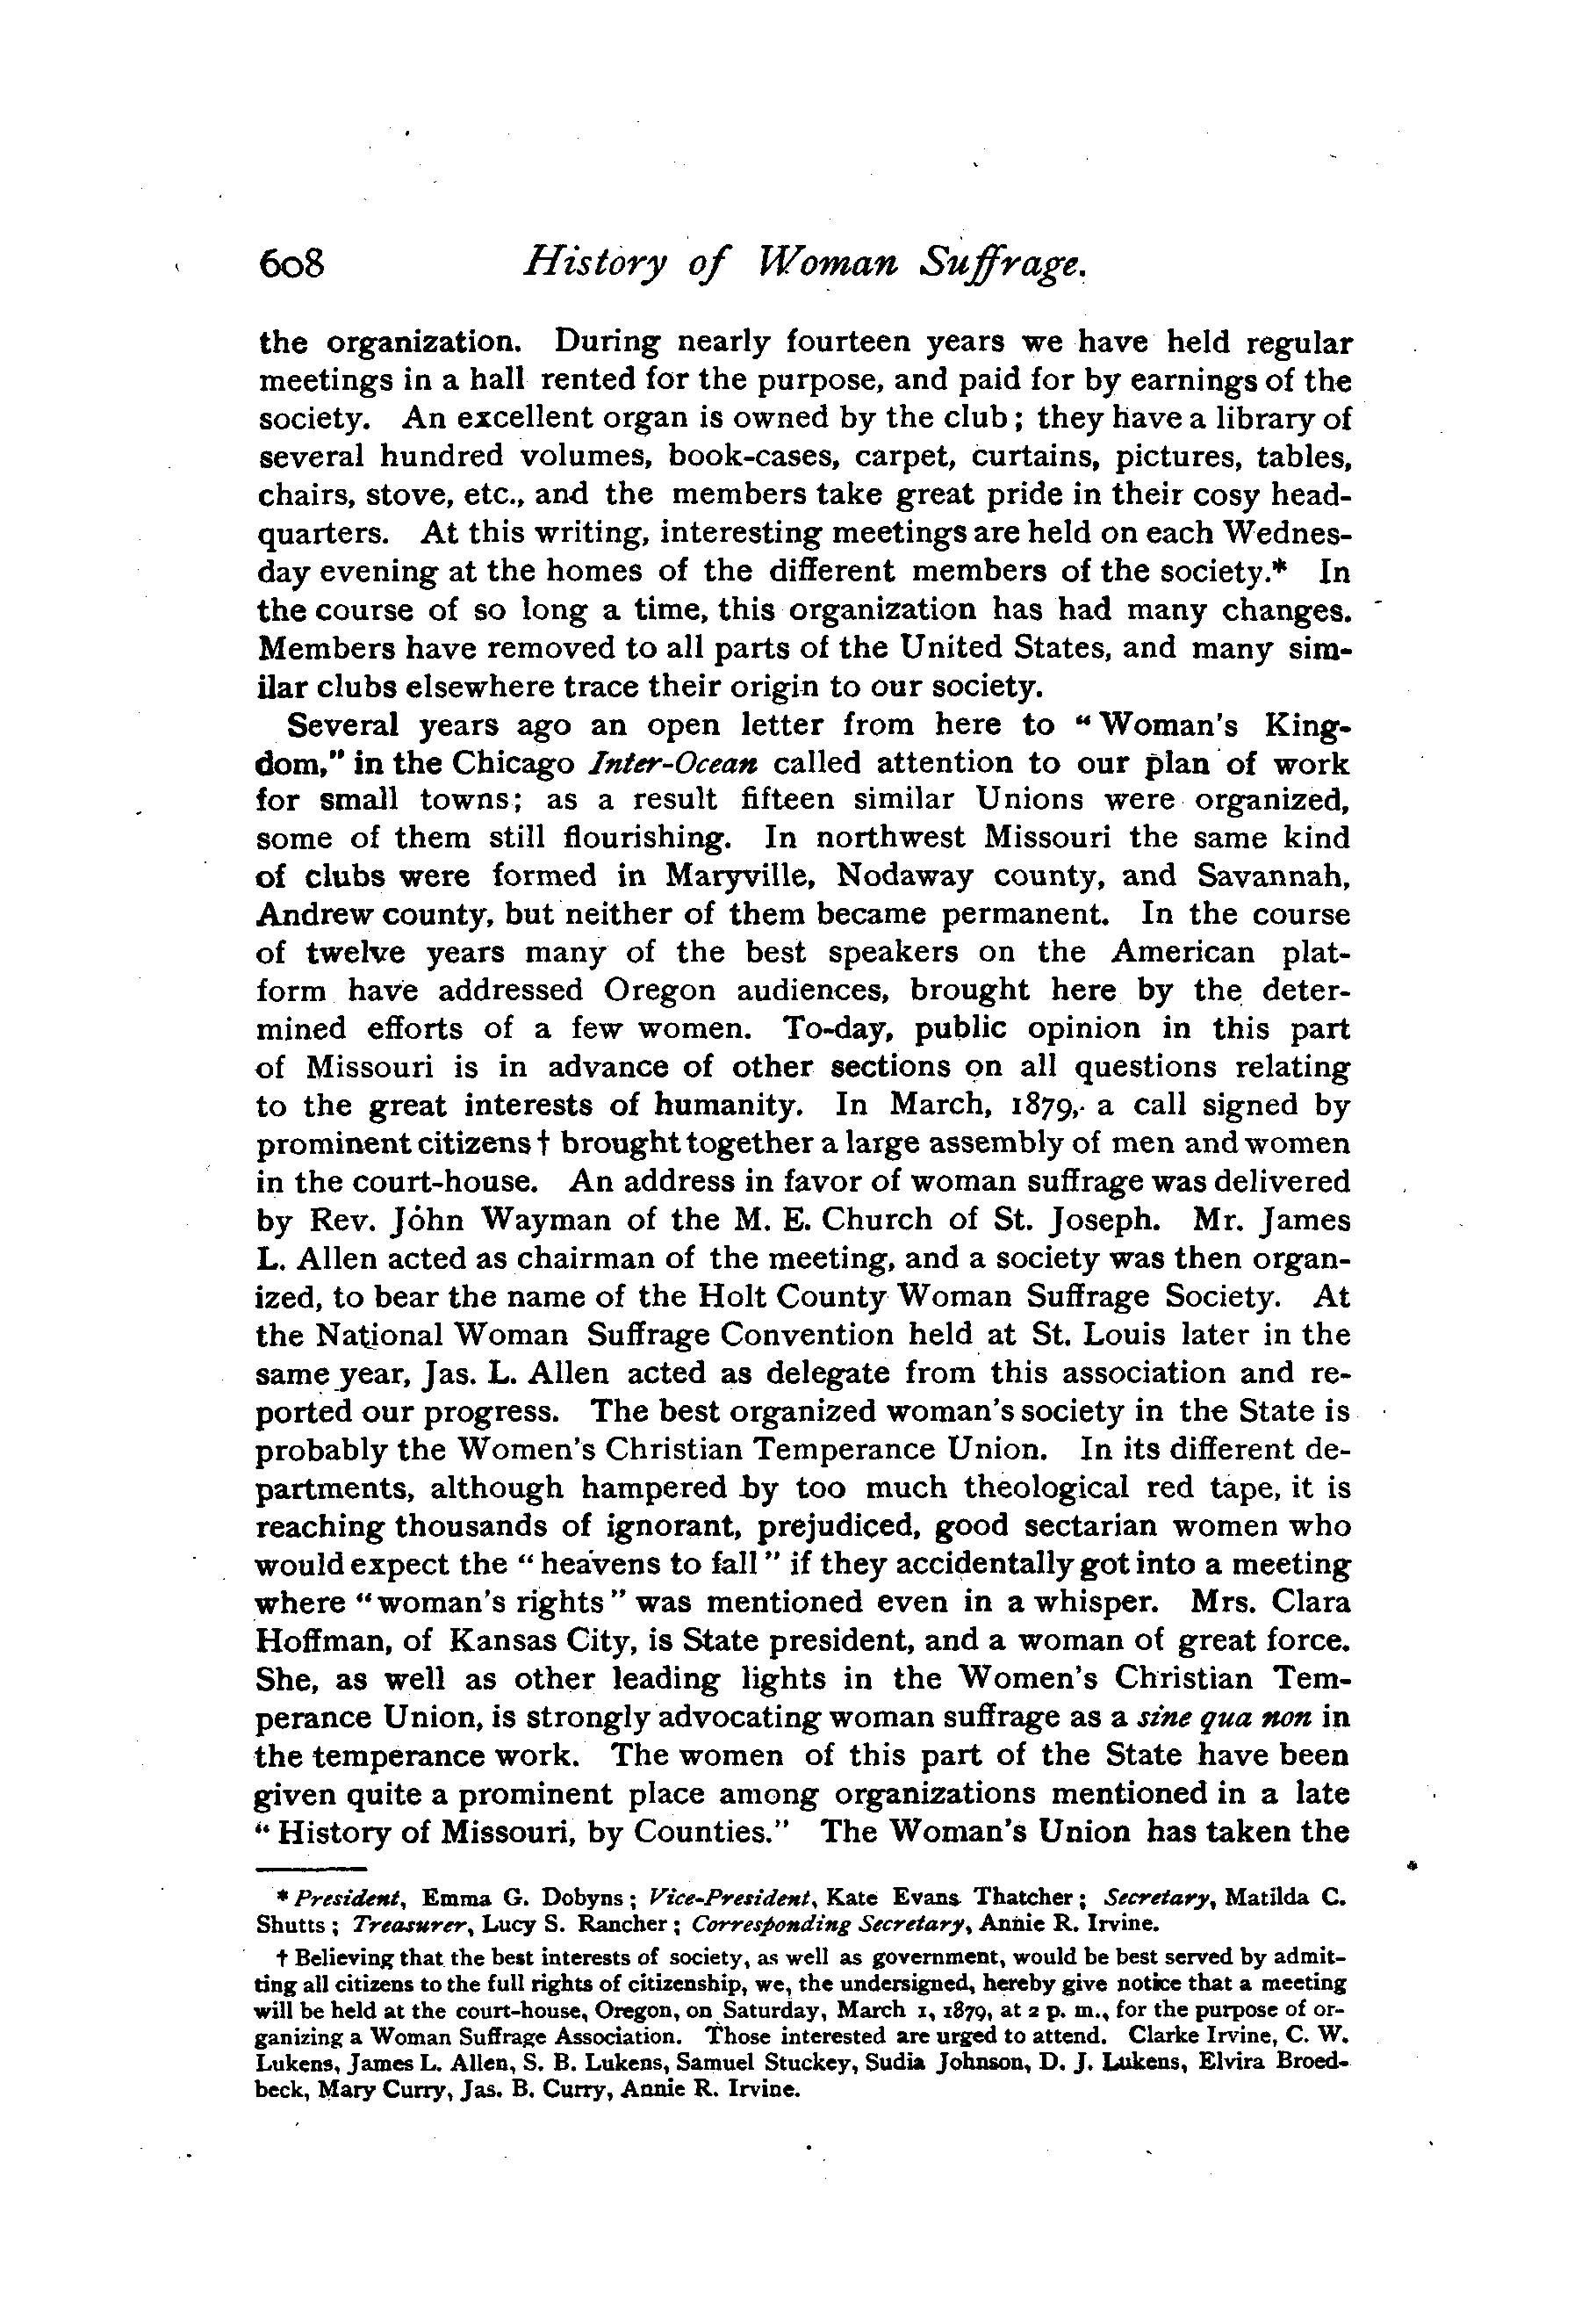 608 History of Woman Suffrage.
the organization. During nearly fourteen years we have held regular
meetings in a hall rented for the purpose, and paid for by earnings of the
society. An excellent organ is owned by the club; they have a library of
several hundred volumes, book-cases, carpet, curtains, pictures, tables,
chairs, stove, etc., and the members take great pride in their cosy head-
quarters. At this writing, interesting meetings are held on each Wednes-
day evening at the homes of the different members of the society.* In
the course of so long a time, this organization has had many changes.
Members have removed to all parts of the United States, and many sim-
ilar clubs elsewhere trace their origin to our society.
Several years ago an open letter from here to "Woman's King-
dom," in the Chicago Inter-Ocean called attention to our plan of work
for small towns; as a result fifteen similar Unions were organized,
some of them still flourishing. In northwest Missouri the same kind
of clubs were formed in Maryville, Nodaway county, and Savannah,
Andrew county, but neither of them became permanent. In the course
of twelve years many of the best speakers on the American plat-
form have addressed Oregon audiences, brought here by the deter-
mined efforts of a few women. To-day, public opinion in this part
of Missouri is in advance of other sections on all questions relating
to the great interests of humanity. In March, 1879, a call signed by
prominent citizens † brought together a large assembly of men and women
in the court-house. An address in favor of woman suffrage was delivered
by Rev. John Wayman of the M. E. Church of St. Joseph. Mr. James
L. Allen acted as chairman of the meeting, and a society was then organ-
ized, to bear the name of the Holt County Woman Suffrage Society. At
the National Woman Suffrage Convention held at St. Louis later in the
same year, Jas. L. Allen acted as delegate from this association and re-
ported our progress. The best organized woman's society in the State is
probably the Women's Christian Temperance Union. In its different de-
partments, although hampered by too much theological red tape, it is
reaching thousands of ignorant, prejudiced, good sectarian women who
would expect the "heavens to fall" if they accidentally got into a meeting
where "woman's rights" was mentioned even in a whisper. Mrs. Clara
Hoffman, of Kansas City, is State president, and a woman of great force.
She, as well as other leading lights in the Women's Christian Tem-
perance Union, is strongly advocating woman suffrage as a sine qua non in
the temperance work. The women of this part of the State have been
given quite a prominent place among organizations mentioned in a late
"History of Missouri, by Counties." The Woman's Union has taken the
* President, Emma G. Dobyns; Vice-President, Kate Evans Thatcher; Secretary, Matilda C.
Shutts; Treasurer, Lucy S. Rancher; Corresponding Secretary, Annie R. Irvine.
† Believing that the best interests of society, as well as government, would be best served by admit-
ting all citizens to the full rights of citizenship, we, the undersigned, hereby give notice that a meeting
will be held at the court-house, Oregon, on Saturday, March 1, 1879, at 2 p. m., for the purpose of or-
ganizing a Woman Suffrage Association. Those interested are urged to attend. Clarke Irvine, C. W.
Lukens, James L. Allen, S. B. Lukens, Samuel Stuckey, Sudia Johnson, D. J. Lukens, Elvira Broed-
beck, Mary Curry, Jas. B. Curry, Annie R. Irvine.